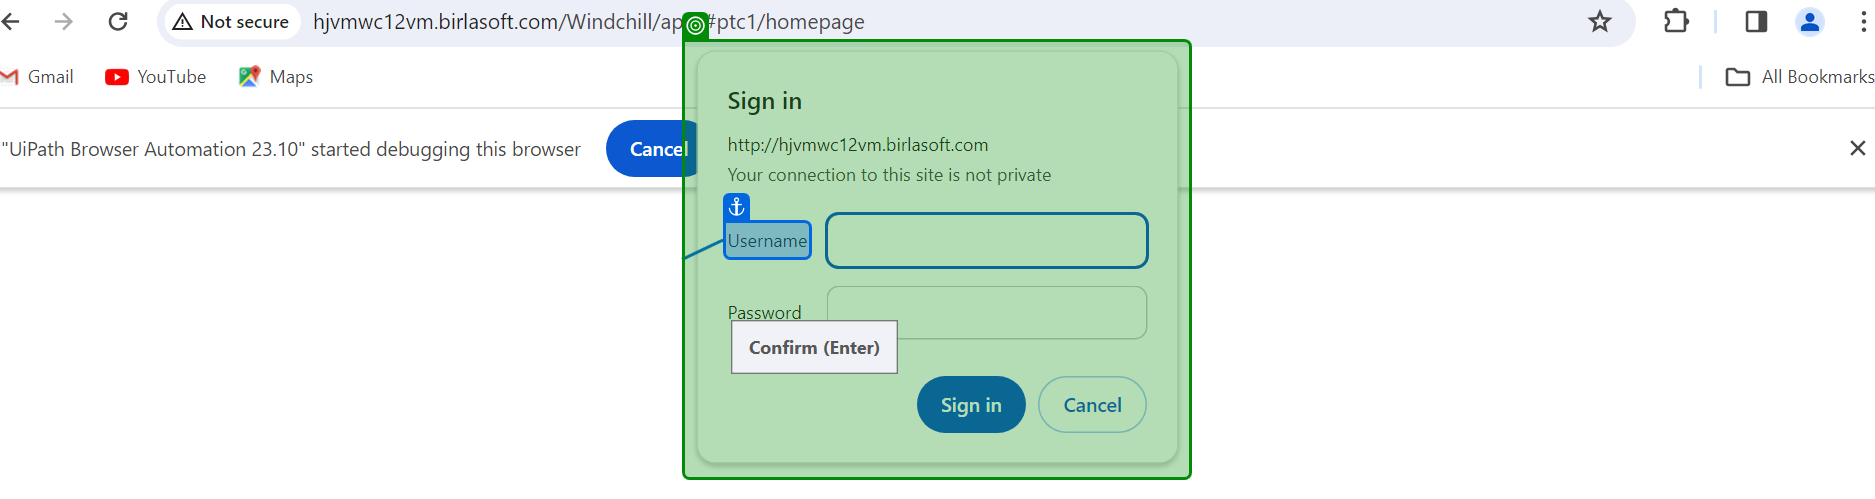 Not secure
hjvmwc12vm.birlasoft.com/Windchill/ap #ptc1/homepage
Gmail
YouTube
Maps
All Bookmarks
"UiPath Browser Automation 23.10" started debugging this browser
Cancel
Sign in
http://hjvmwc12vm.birlasoft.com
Your connection to this site is not private
Username
Password
Confirm (Enter)
Sign in
Cancel